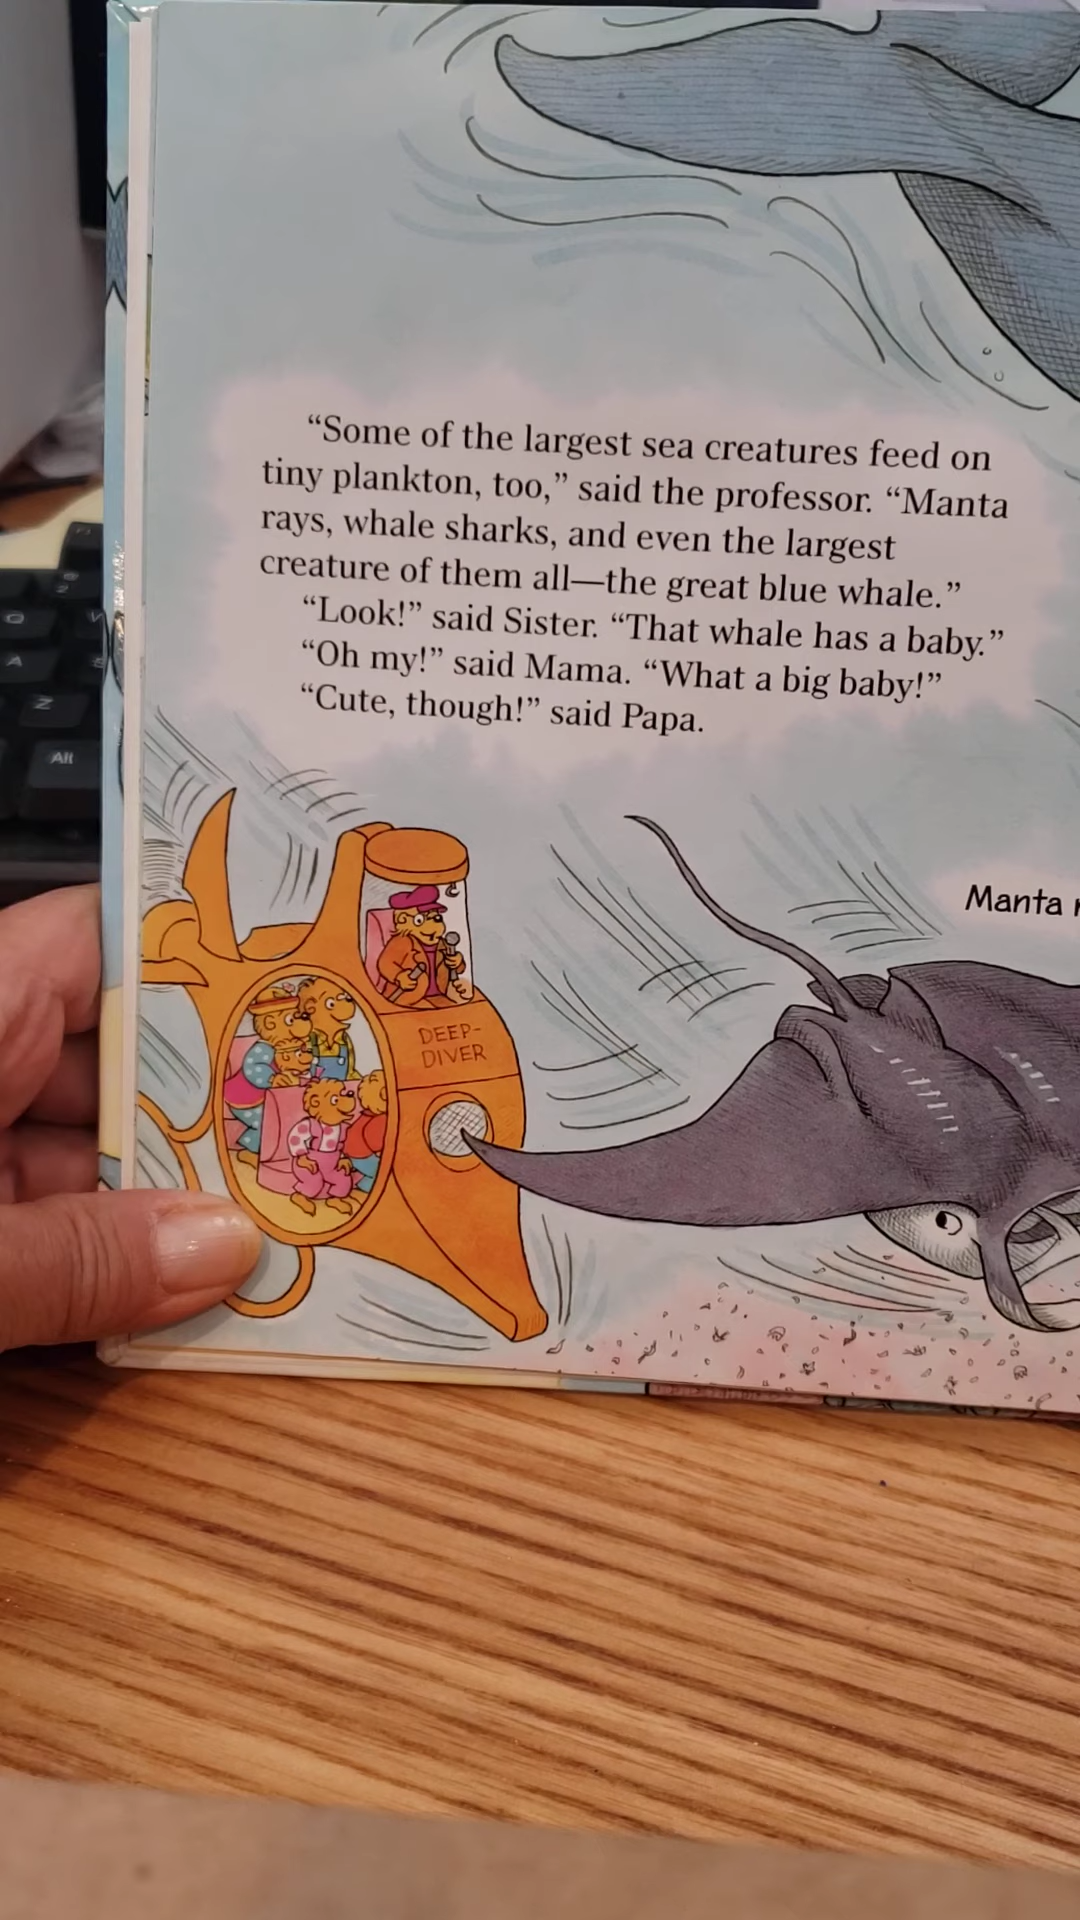 “Some of the largest sea creatures feed on
tiny plankton, too,” said the professor. “Manta
rays, whale sharks, and even the largest
creature of them all—the great blue whale.”
“Look!” said Sister. “That whale has a baby.”
“Oh my!” said Mama. “What a big baby!”
“Cute, though!” said Papa.
Manta
DEEP-
DIVER
A
Z
Alt